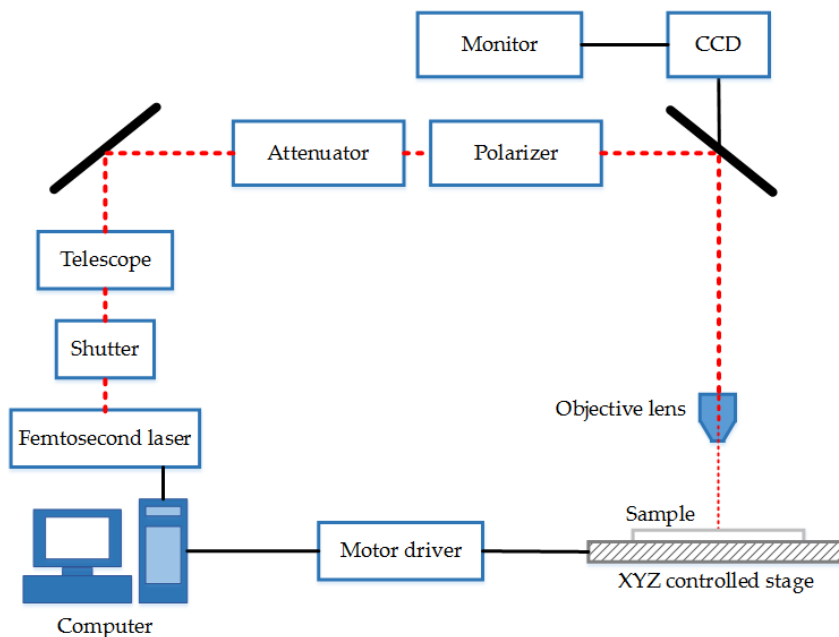 Monitor
CCD
Attenuator
Polarizer
Telescope
Shutter
Objective lens
Femtosecond laser
Sample
Motor driver
XYZ controlled stage
Computer